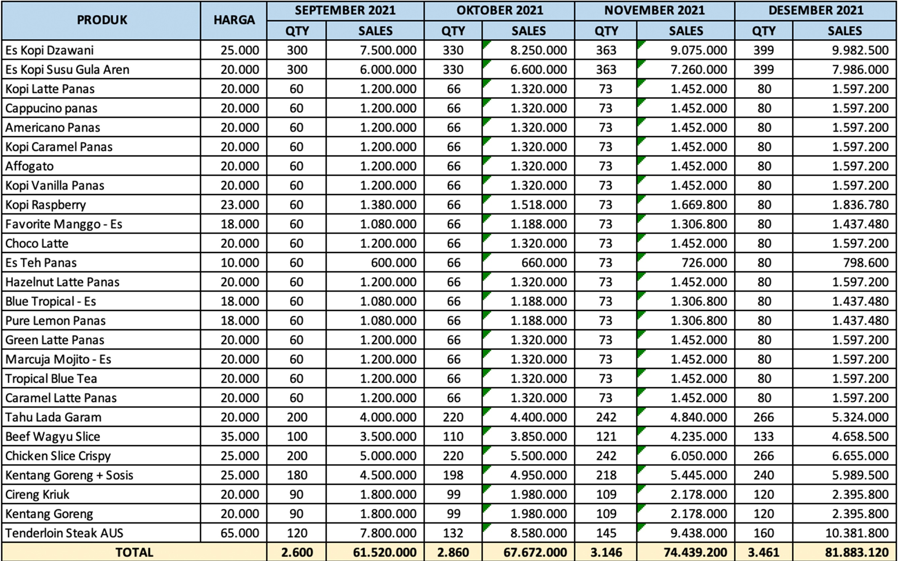 PRODUK HARGA SEPTEMBER 2021 OKTOBER 2021 NOVEMBER 2021 DESEMBER 2021
QTY SALES QTY SALES QTY SALES QTY SALES
Es Kopi Dzawani 25.000 300 7.500.000 330 8.250.000 363 9.075.000 399 9.982.500
Es Kopi Susu Gula Aren 20.000 300 6.000.000 330 6.600.000 363 7.260.000 399 7.986.000
Kopi Latte Panas 20.000 60 1.200.000 66 1.320.000 73 1.452.000 80 1.597.200
Cappucino panas 20.000 60 1.200.000 66 1.320.000 73 1.452.000 80 1.597.200
Americano Panas 20.000 60 1.200.000 66 1.320.000 73 1.452.000 80 1.597.200
Kopi Caramel Panas 20.000 60 1.200.000 66 1.320.000 73 1.452.000 80 1.597.200
Affogato 20.000 60 1.200.000 66 1.320.000 73 1.452.000 80 1.597.200
Kopi Vanilla Panas 20.000 60 1.200.000 66 1.320.000 73 1.452.000 80 1.597.200
Kopi Raspberry 23.000 60 1.380.000 66 1.518.000 73 1.669.800 80 1.836.780
Favorite Manggo - Es 18.000 60 1.080.000 66 1.188.000 73 1.306.800 80 1.437.480
Choco Latte 20.000 60 1.200.000 66 1.320.000 73 1.452.000 80 1.597.200
Es Teh Panas 10.000 60 600.000 66 660.000 73 726.000 80 798.600
Hazelnut Latte Panas 20.000 60 1.200.000 66 1.320.000 73 1.452.000 80 1.597.200
Blue Tropical - Es 18.000 60 1.080.000 66 1.188.000 73 1.306.800 80 1.437.480
Pure Lemon Panas 18.000 60 1.080.000 66 1.188.000 73 1.306.800 80 1.437.480
Green Latte Panas 20.000 60 1.200.000 66 1.320.000 73 1.452.000 80 1.597.200
Marcuja Mojito - Es 20.000 60 1.200.000 66 1.320.000 73 1.452.000 80 1.597.200
Tropical Blue Tea 20.000 60 1.200.000 66 1.320.000 73 1.452.000 80 1.597.200
Caramel Latte Panas 20.000 60 1.200.000 66 1.320.000 73 1.452.000 80 1.597.200
Tahu Lada Garam 20.000 200 4.000.000 220 4.400.000 242 4.840.000 266 5.324.000
Beef Wagyu Slice 35.000 100 3.500.000 110 3.850.000 121 4.235.000 133 4.658.500
Chicken Slice Crispy 25.000 200 5.000.000 220 5.500.000 242 6.050.000 266 6.655.000
Kentang Goreng + Sosis 25.000 180 4.500.000 198 4.950.000 218 5.445.000 240 5.989.500
Cireng Kriuk 20.000 90 1.800.000 99 1.980.000 109 2.178.000 120 2.395.800
Kentang Goreng 20.000 90 1.800.000 99 1.980.000 109 2.178.000 120 2.395.800
Tenderloin Steak AUS 65.000 120 7.800.000 132 8.580.000 145 9.438.000 160 10.381.800
TOTAL 2.600 61.520.000 2.860 67.672.000 3.146 74.439.200 3.461 81.883.120